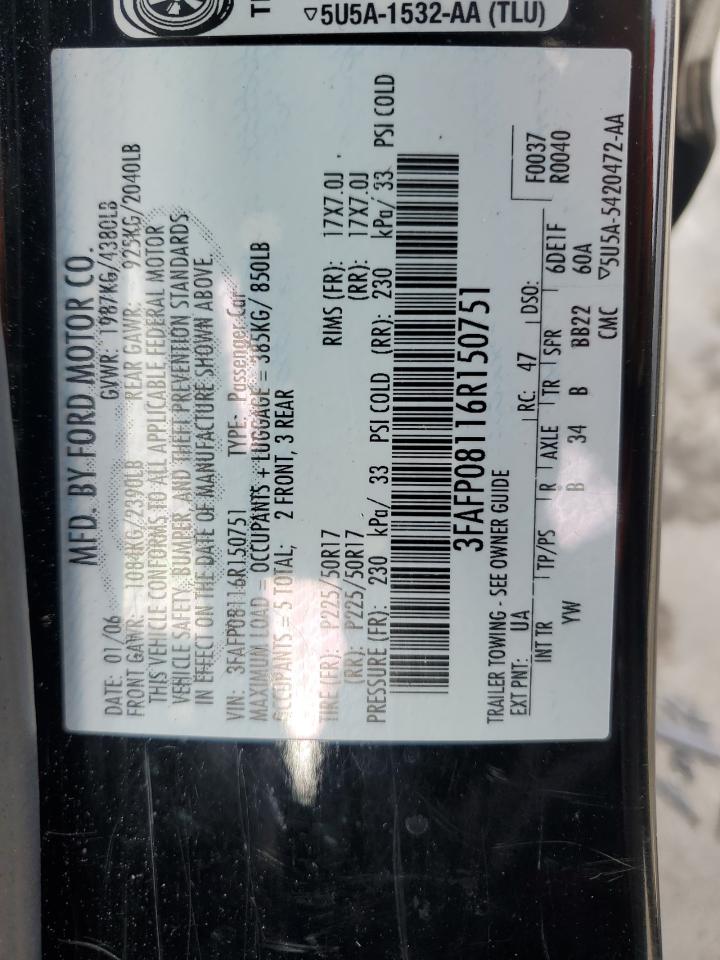 5U5A-1532-AA (TLU)
MFD. BY FORD MOTOR CO.
DATE: 01/06 GVWR: 1987KG/4380LB
FRONT GAWR: 1084KG/2390LB REAR GAWR: 925KG/2040LB
THIS VEHICLE CONFORMS TO ALL APPLICABLE FEDERAL MOTOR
VEHICLE SAFETY, BUMPER, AND THEFT PREVENTION STANDARDS
IN EFFECT ON THE DATE OF MANUFACTURE SHOWN ABOVE.
VIN: 3FAFP08116R150751 TYPE: Passenger Car
MAXIMUM LOAD = OCCUPANTS + LUGGAGE = 385KG/ 850LB
OCCUPANTS = 5 TOTAL; 2 FRONT, 3 REAR
TIRE (FR): P225/50R17 RIMS (FR): 17X7.0J
(RR): P225/50R17 (RR): 17X7.0J
PRESSURE (FR): 230 kPa/ 33 PSI COLD (RR): 230 kPa/ 33 PSI COLD
3FAFP08116R150751
TRAILER TOWING - SEE OWNER GUIDE
F0037
R0040
EXT PNT: UA RC: 47 DSO:
INT TR TP/PS R AXLE TR SPR 6DE1F
YW B 34 B BB22 60A
CMC ▽5U5A-5420472-AA